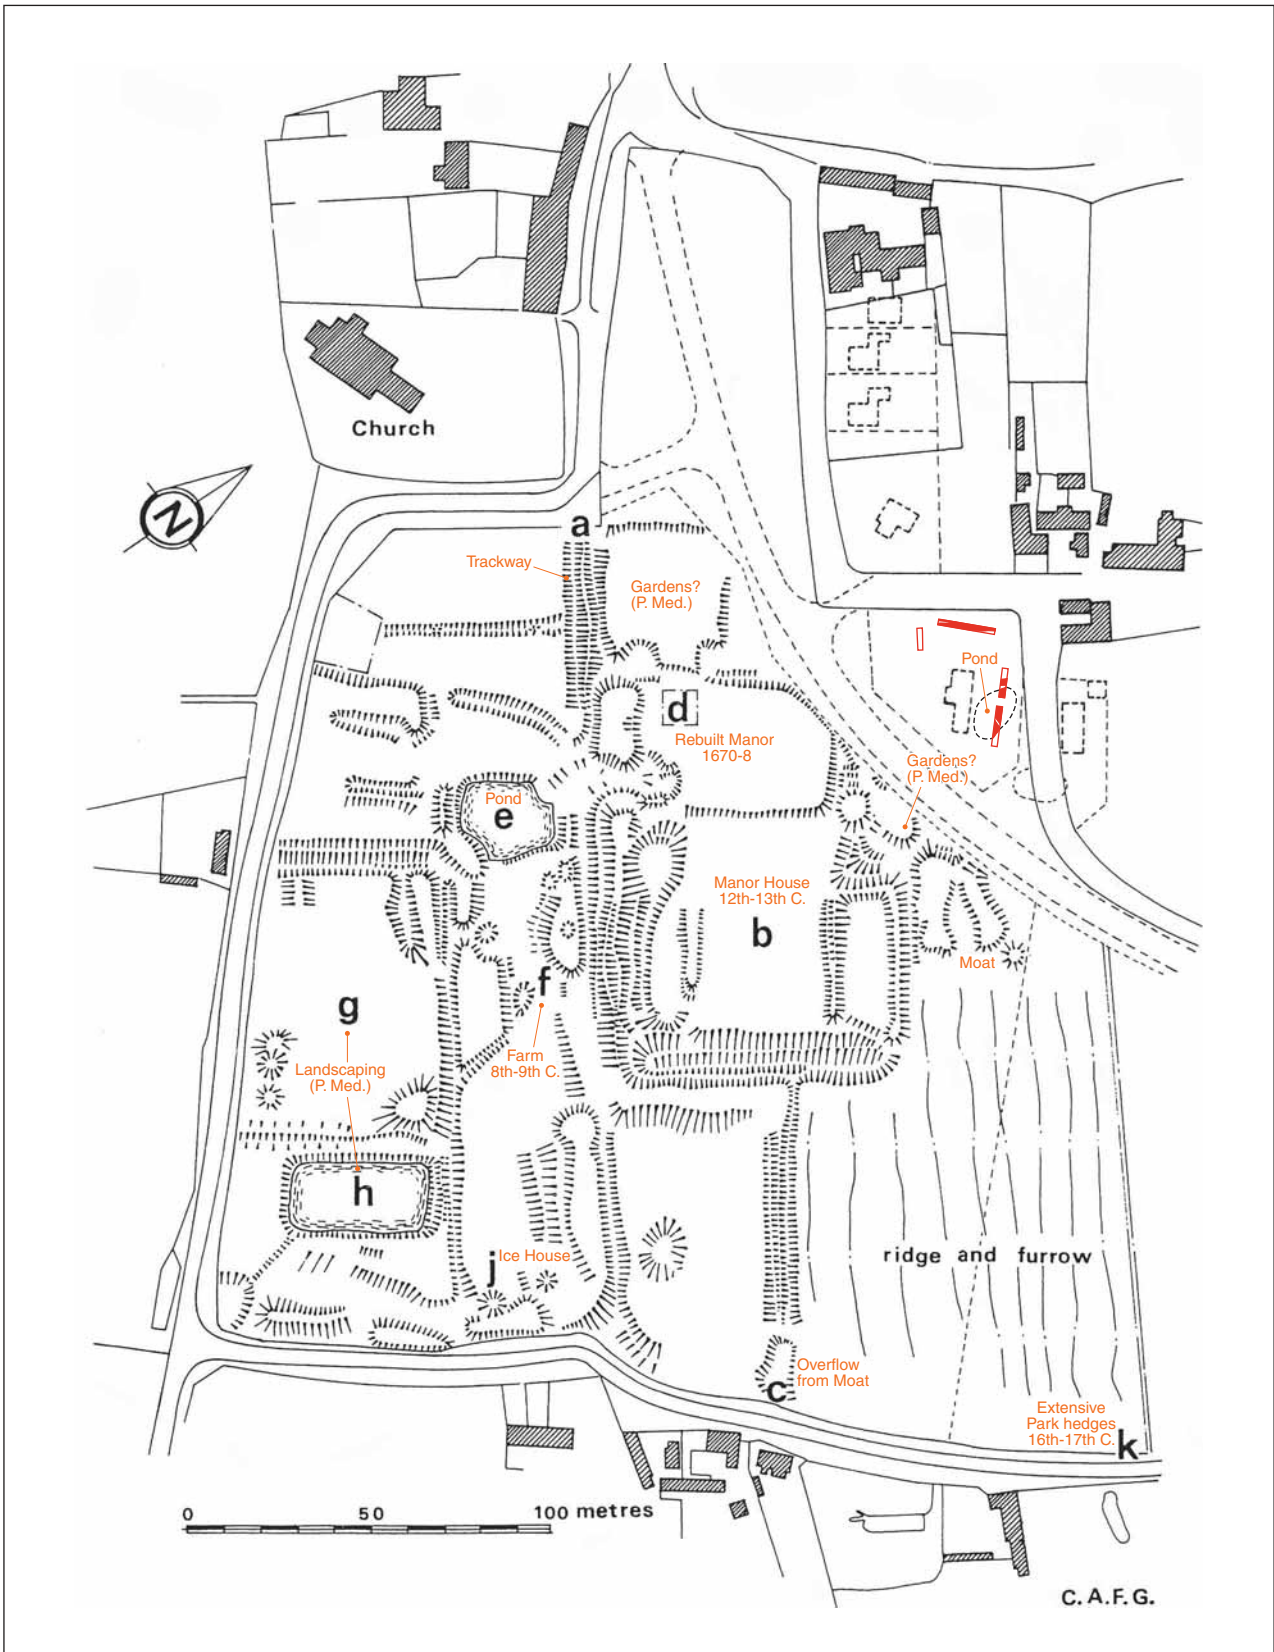 Church
N
a
Trackway
Gardens?
(P. Med.)
Pond
d
Rebuilt Manor
1670-8
Gardens?
(P. Med.)
Pond
e
Manor House
12th-13th C.
b
Moat
f
g
Farm
8th-9th C.
Landscaping
(P. Med.)
h
ridge and furrow
j
Ice House
Overflow
from Moat
c
Extensive
Park hedges
16th-17th C.
k
0 50 100 metres
C. A. F. G.